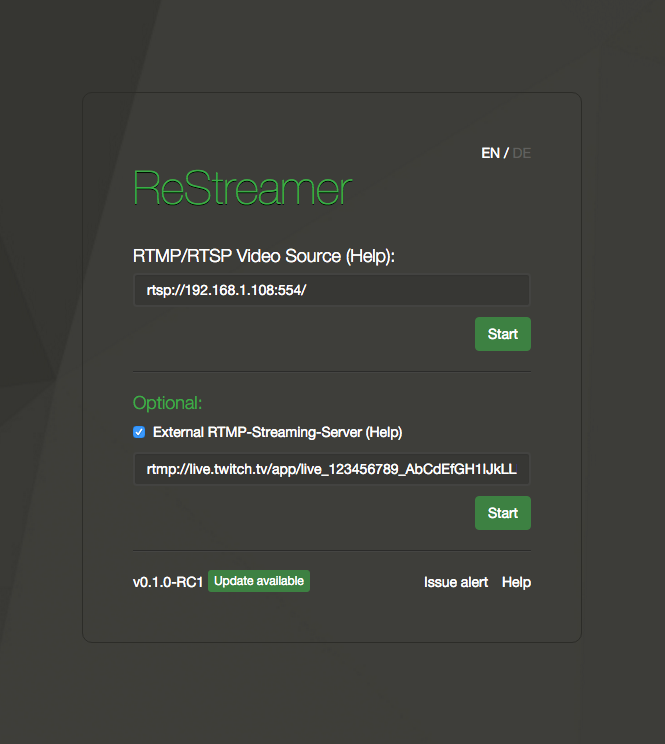 EN / DE
ReStreamer
RTMP/RTSP Video Source (Help):
rtsp://192.168.1.108:554/
Start
Optional:
External RTMP-Streaming-Server (Help)
rtmp://live.twitch.tv/app/live_123456789_AbCdEfGH1IJkLL
Start
v0.1.0-RC1 Update available Issue alert Help